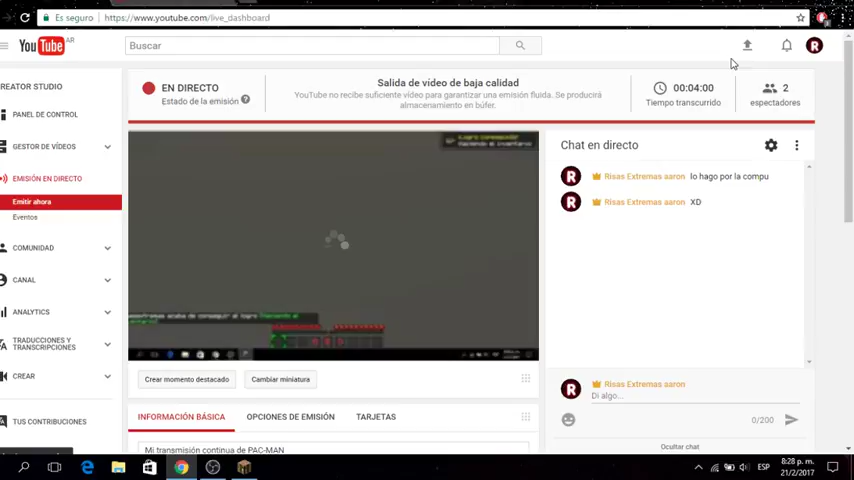 Es seguro
https://www.youtube.com/live_dashboard
YouTube AR
Buscar
CREATOR STUDIO
PANEL DE CONTROL
GESTOR DE VÍDEOS
EMISIÓN EN DIRECTO
Emitir ahora
Eventos
COMUNIDAD
CANAL
ANALYTICS
TRADUCCIONES Y
TRANSCRIPCIONES
CREAR
TUS CONTRIBUCIONES
EN DIRECTO
Estado de la emisión
Salida de vídeo de baja calidad
YouTube no recibe suficiente vídeo para garantizar una emisión fluida. Se producirá
almacenamiento en búfer.
00:04:00
Tiempo transcurrido
2
espectadores
Crear momento destacado
Cambiar miniatura
INFORMACIÓN BÁSICA
OPCIONES DE EMISIÓN
TARJETAS
Mi transmisión continua de PAC-MAN
Chat en directo
R Risas Extremas aaron lo hago por la compu
R Risas Extremas aaron XD
R Risas Extremas aaron
Di algo...
0/200
Ocultar chat
ESP
8:28 p. m.
21/2/2017